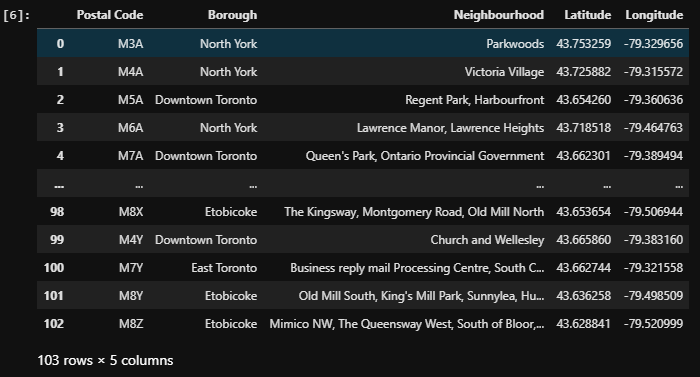 [6]: Postal Code Borough Neighbourhood Latitude Longitude
0 M3A North York Parkwoods 43.753259 -79.329656
1 M4A North York Victoria Village 43.725882 -79.315572
2 M5A Downtown Toronto Regent Park, Harbourfront 43.654260 -79.360636
3 M6A North York Lawrence Manor, Lawrence Heights 43.718518 -79.464763
4 M7A Downtown Toronto Queen's Park, Ontario Provincial Government 43.662301 -79.389494
... ... ... ... ... ...
98 M8X Etobicoke The Kingsway, Montgomery Road, Old Mill North 43.653654 -79.506944
99 M4Y Downtown Toronto Church and Wellesley 43.665860 -79.383160
100 M7Y East Toronto Business reply mail Processing Centre, South C... 43.662744 -79.321558
101 M8Y Etobicoke Old Mill South, King's Mill Park, Sunnylea, Hu... 43.636258 -79.498509
102 M8Z Etobicoke Mimico NW, The Queensway West, South of Bloor,... 43.628841 -79.520999
103 rows × 5 columns